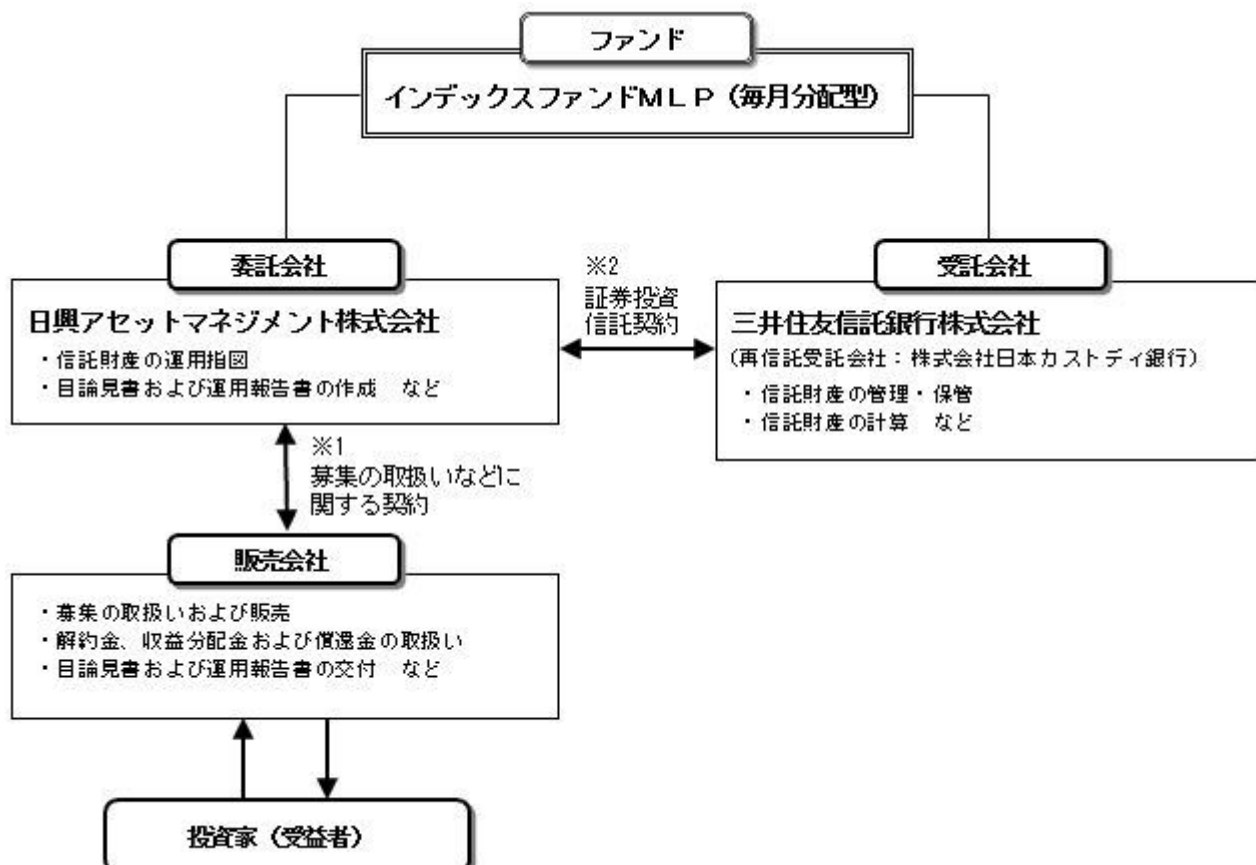 ファンド
インデックスファンドMLP（毎月分配型）
委託会社
日興アセットマネジメント株式会社
・信託財産の運用指図
・目論見書および運用報告書の作成　など
※2
証券投資
信託契約
受託会社
三井住友信託銀行株式会社
（再信託受託会社：株式会社日本カストディ銀行）
・信託財産の管理・保管
・信託財産の計算　など
※1
募集の取扱いなどに
関する契約
販売会社
・募集の取扱いおよび販売
・解約金、収益分配金および償還金の取扱い
・目論見書および運用報告書の交付　など
投資家（受益者）